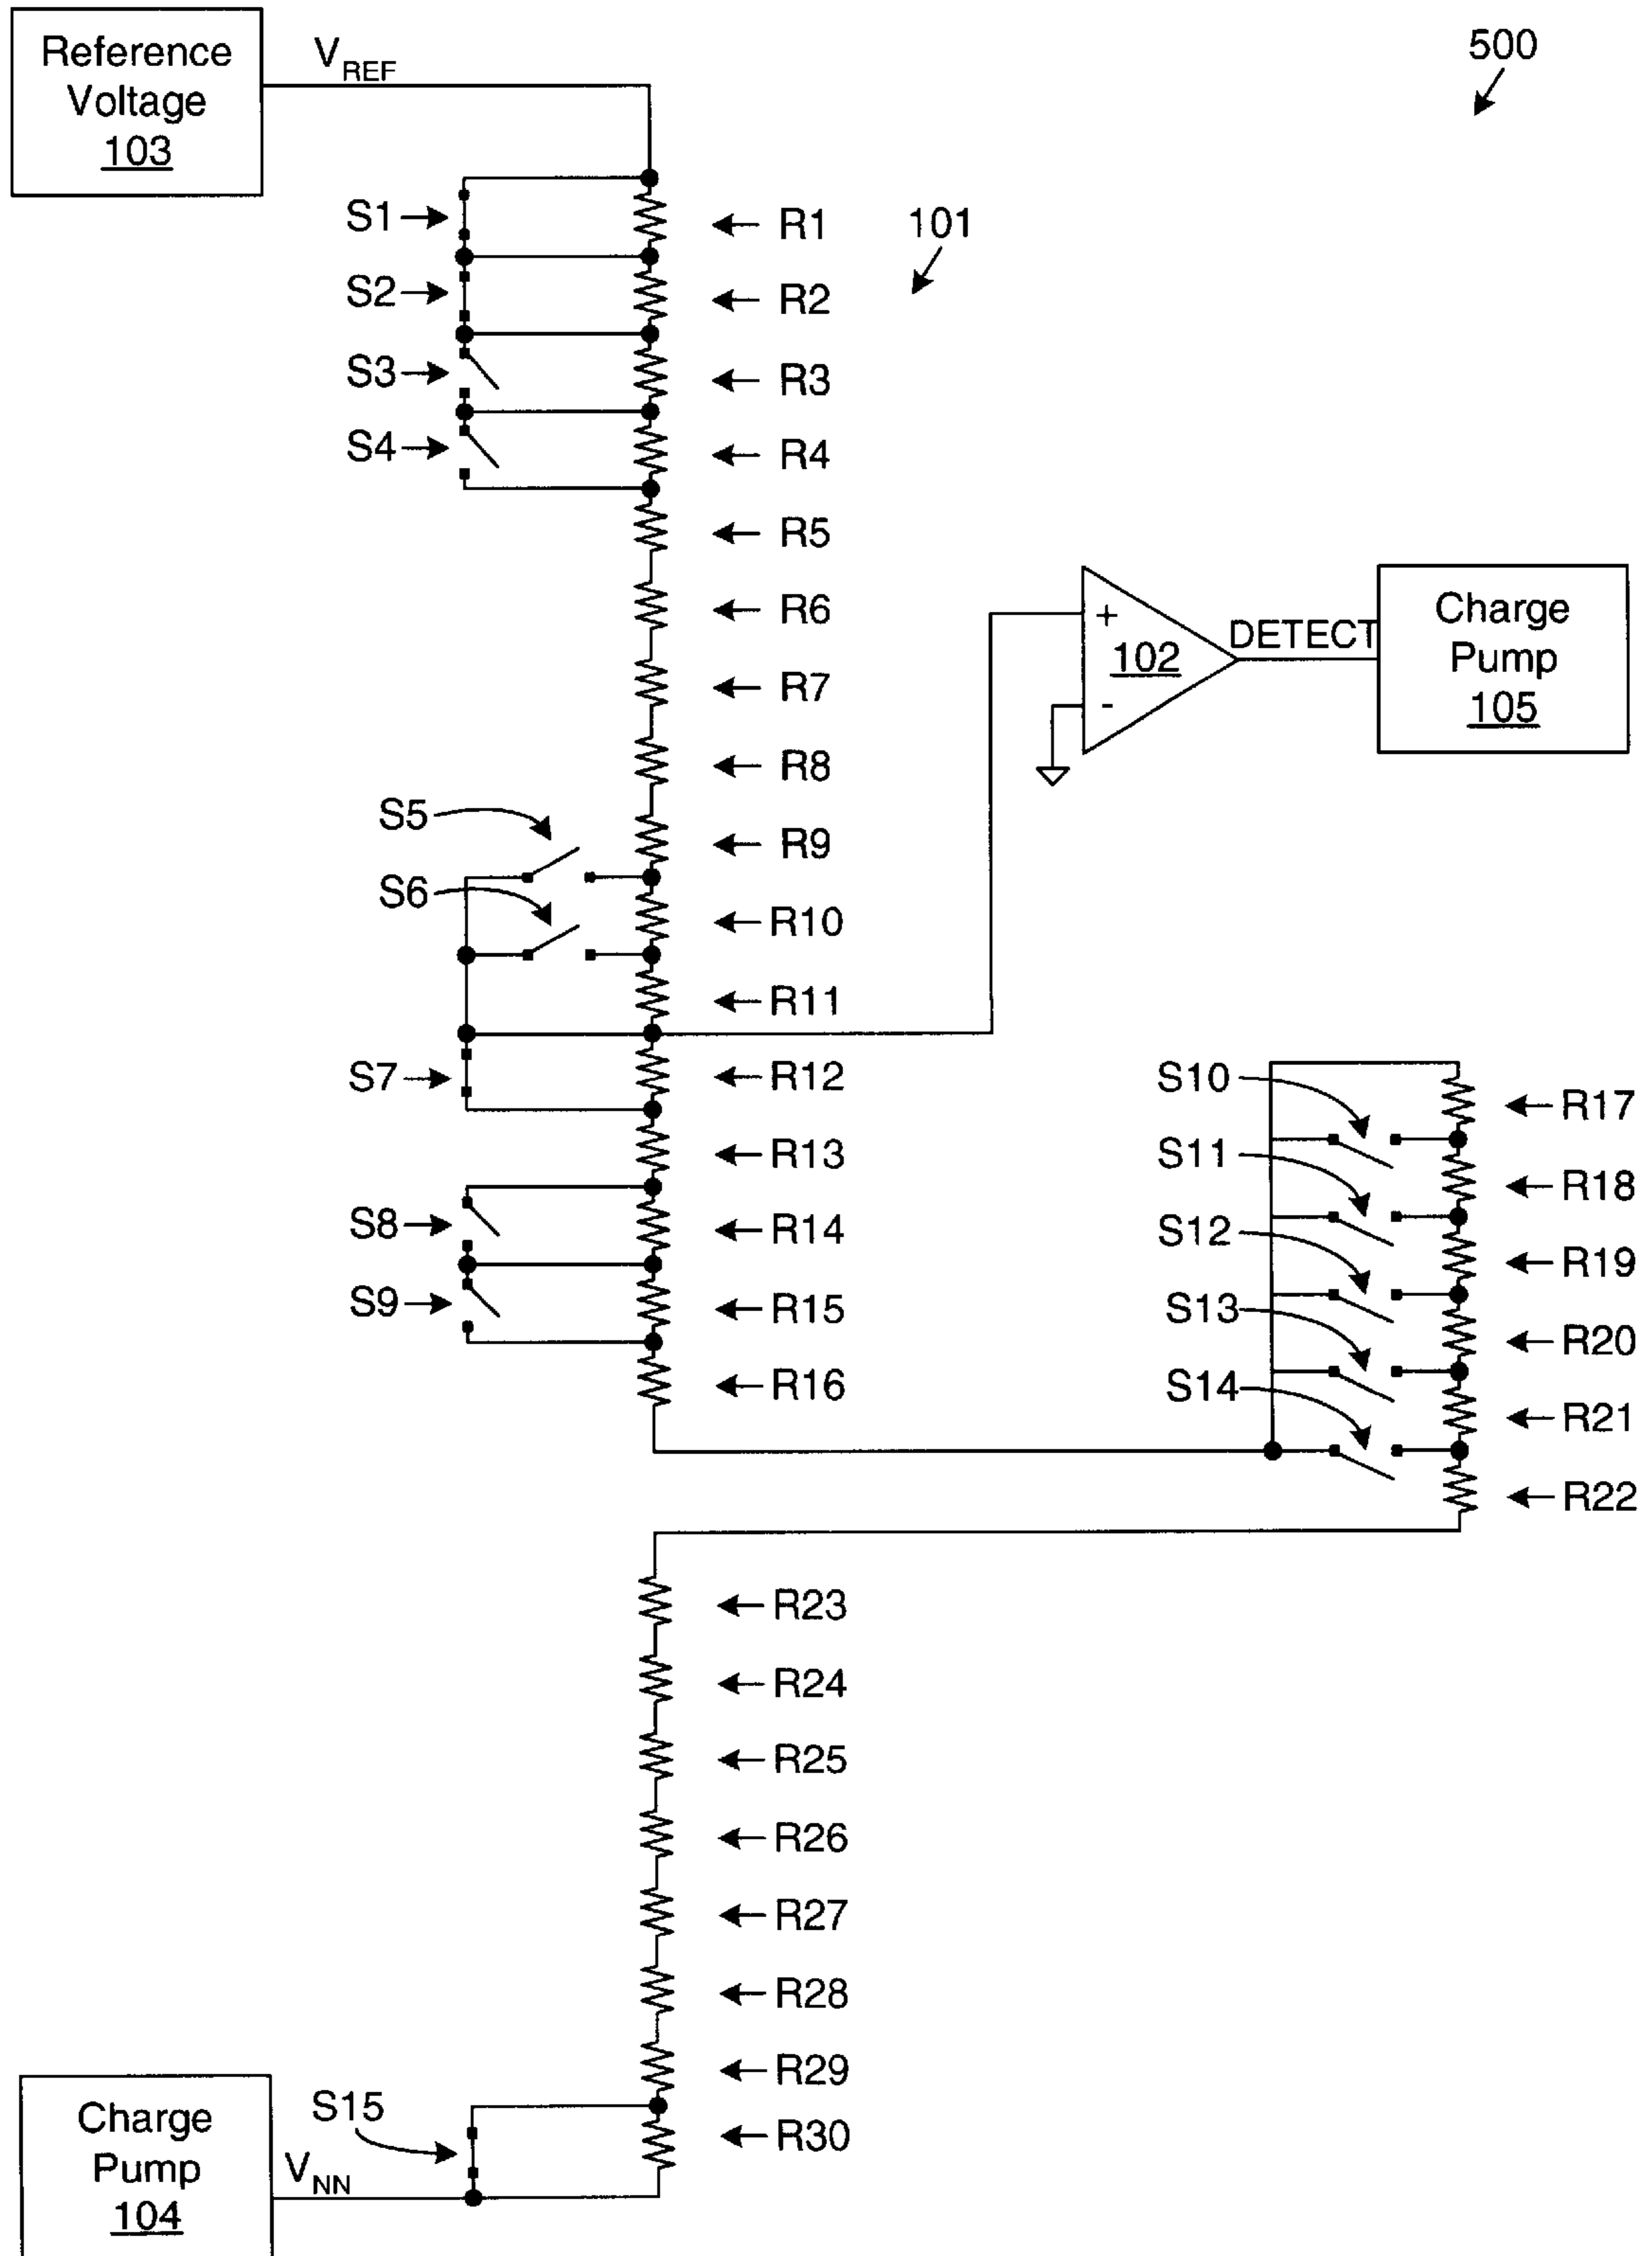 Reference
Voltage
103
V REF
500
S1
R1
101
S2
R2
S3
R3
S4
R4
R5
R6
R7
R8
+
-
102
DETECT
Charge
Pump
105
S5
R9
S6
R10
R11
S7
R12
S10
R17
S11
R13
R18
S8
R14
S12
R19
S9
R15
S13
R20
R16
S14
R21
R22
R23
R24
R25
R26
R27
R28
R29
S15
R30
Charge
Pump
104
V NN